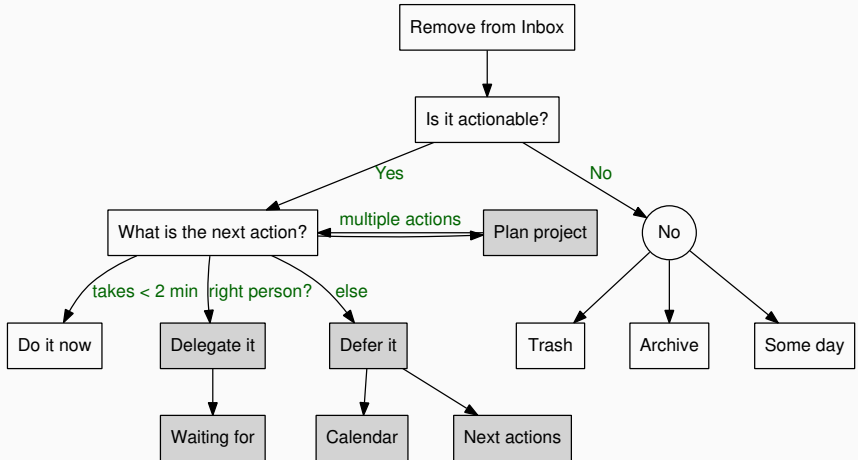 Remove from Inbox
Is it actionable?
Yes
No
multiple actions
What is the next action?
Plan project
No
takes < 2 min
right person?
else
Do it now
Delegate it
Defer it
Trash
Archive
Some day
Waiting for
Calendar
Next actions